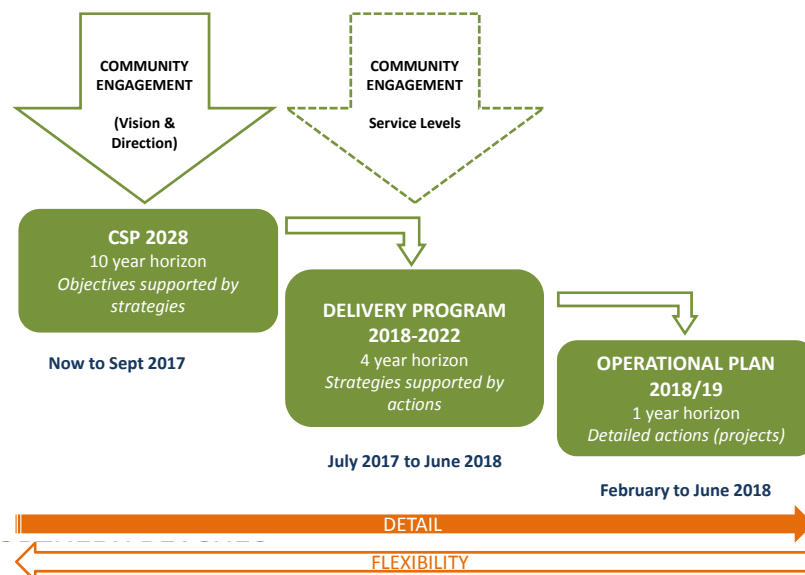 COMMUNITY
ENGAGEMENT
(Vision &
Direction)
COMMUNITY
ENGAGEMENT
Service Levels
CSP 2028
10 year horizon
Objectives supported by
strategies
Now to Sept 2017
DELIVERY PROGRAM
2018-2022
4 year horizon
Strategies supported by
actions
July 2017 to June 2018
OPERATIONAL PLAN
2018/19
1 year horizon
Detailed actions (projects)
February to June 2018
DETAIL
FLEXIBILITY